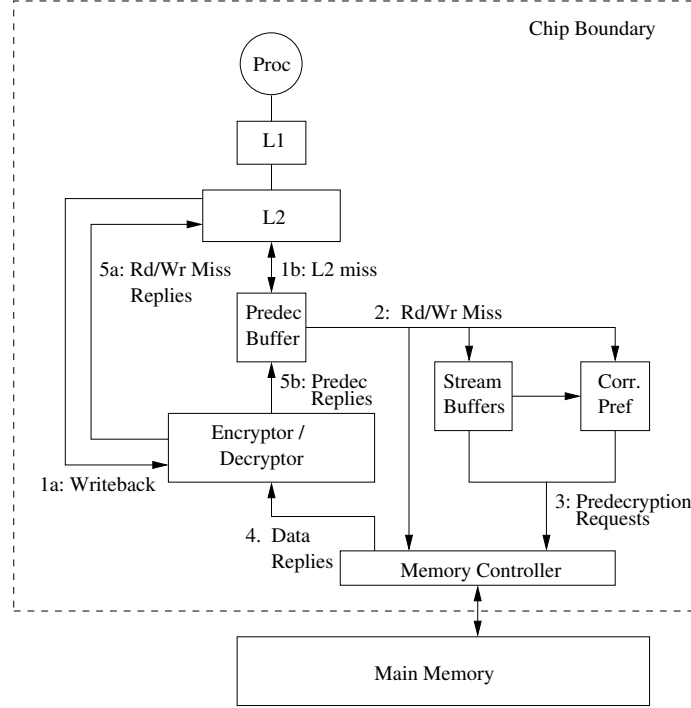 Chip Boundary
Proc
L1
L2
5a: Rd/Wr Miss
Replies
1b: L2 miss
Predec
Buffer
2: Rd/Wr Miss
5b: Predec
Replies
Stream
Buffers
Corr.
Pref
Encryptor /
Decryptor
1a: Writeback
3: Predecryption
Requests
4. Data
Replies
Memory Controller
Main Memory